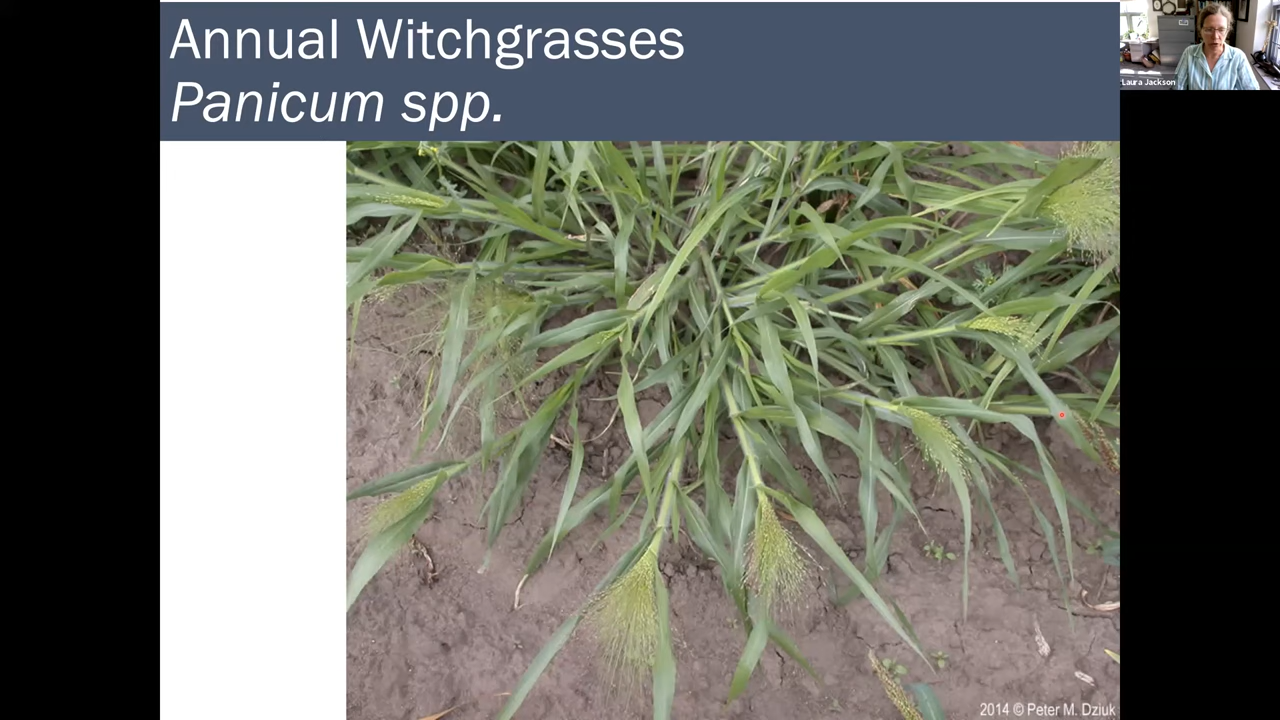 Annual Witchgrasses
Panicum spp.
Laura Jackson
2014 © Peter M. Dziuk